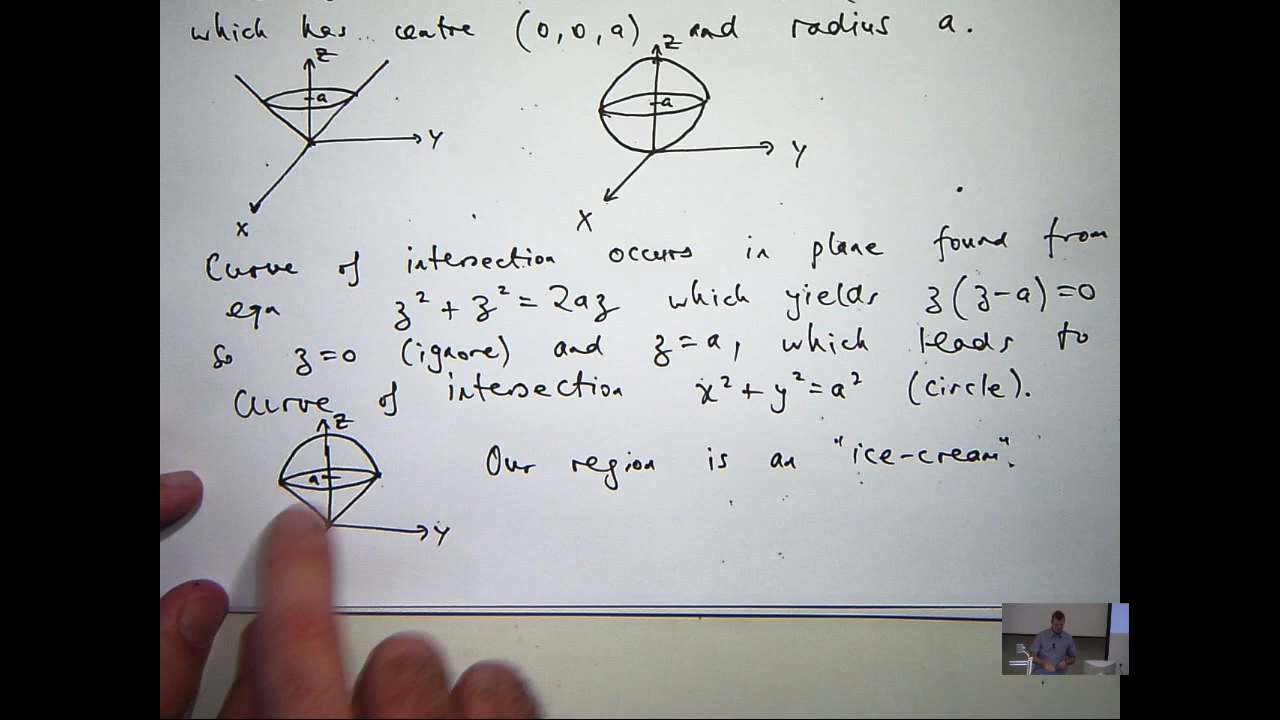 which has centre (0,0,a) and radius a.
z
a
y
x
z
a
y
x
Curve of intersection occurs in plane found from
eqn z² + z² = 2az which yields z(z-a)=0
So z=0 (ignore) and z=a, which leads to
curve of intersection x² + y² = a² (circle).
z
a
y
Our region is an "ice-cream".